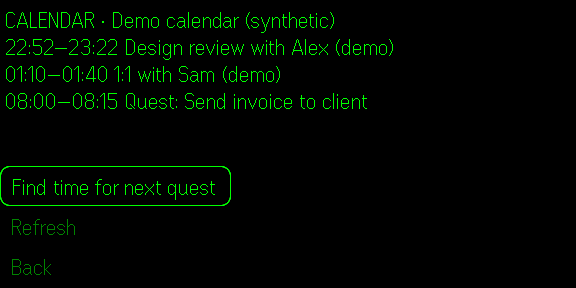 CALENDAR · Demo calendar (synthetic)
22:52–23:22 Design review with Alex (demo)
01:10–01:40 1:1 with Sam (demo)
08:00–08:15 Quest: Send invoice to client
Find time for next quest
Refresh
Back